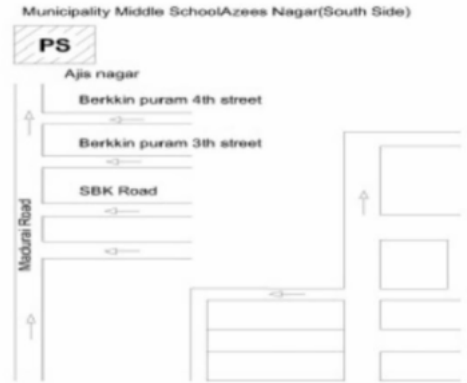 Municipality Middle SchoolAzees Nagar(South Side)
PS
Ajis nagar
Berkkin puram 4th street
Berkkin puram 3th street
SBK Road
Madurai Road